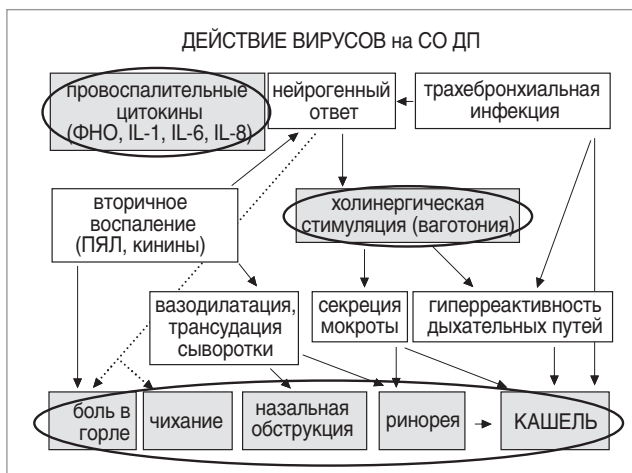 ДЕЙСТВИЕ ВИРУСОВ на СО ДП
провоспалительные
цитокины
(ФНО, IL-1, IL-6, IL-8)
нейрогенный
ответ
трахебронхиальная
инфекция
вторичное
воспаление
(ПЯЛ, кинины)
холинергическая
стимуляция (ваготония)
вазодилатация,
трансудация
сыворотки
секреция
мокроты
гиперреактивность
дыхательных путей
боль в
горле
чихание
назальная
обструкция
ринорея
КАШЕЛЬ